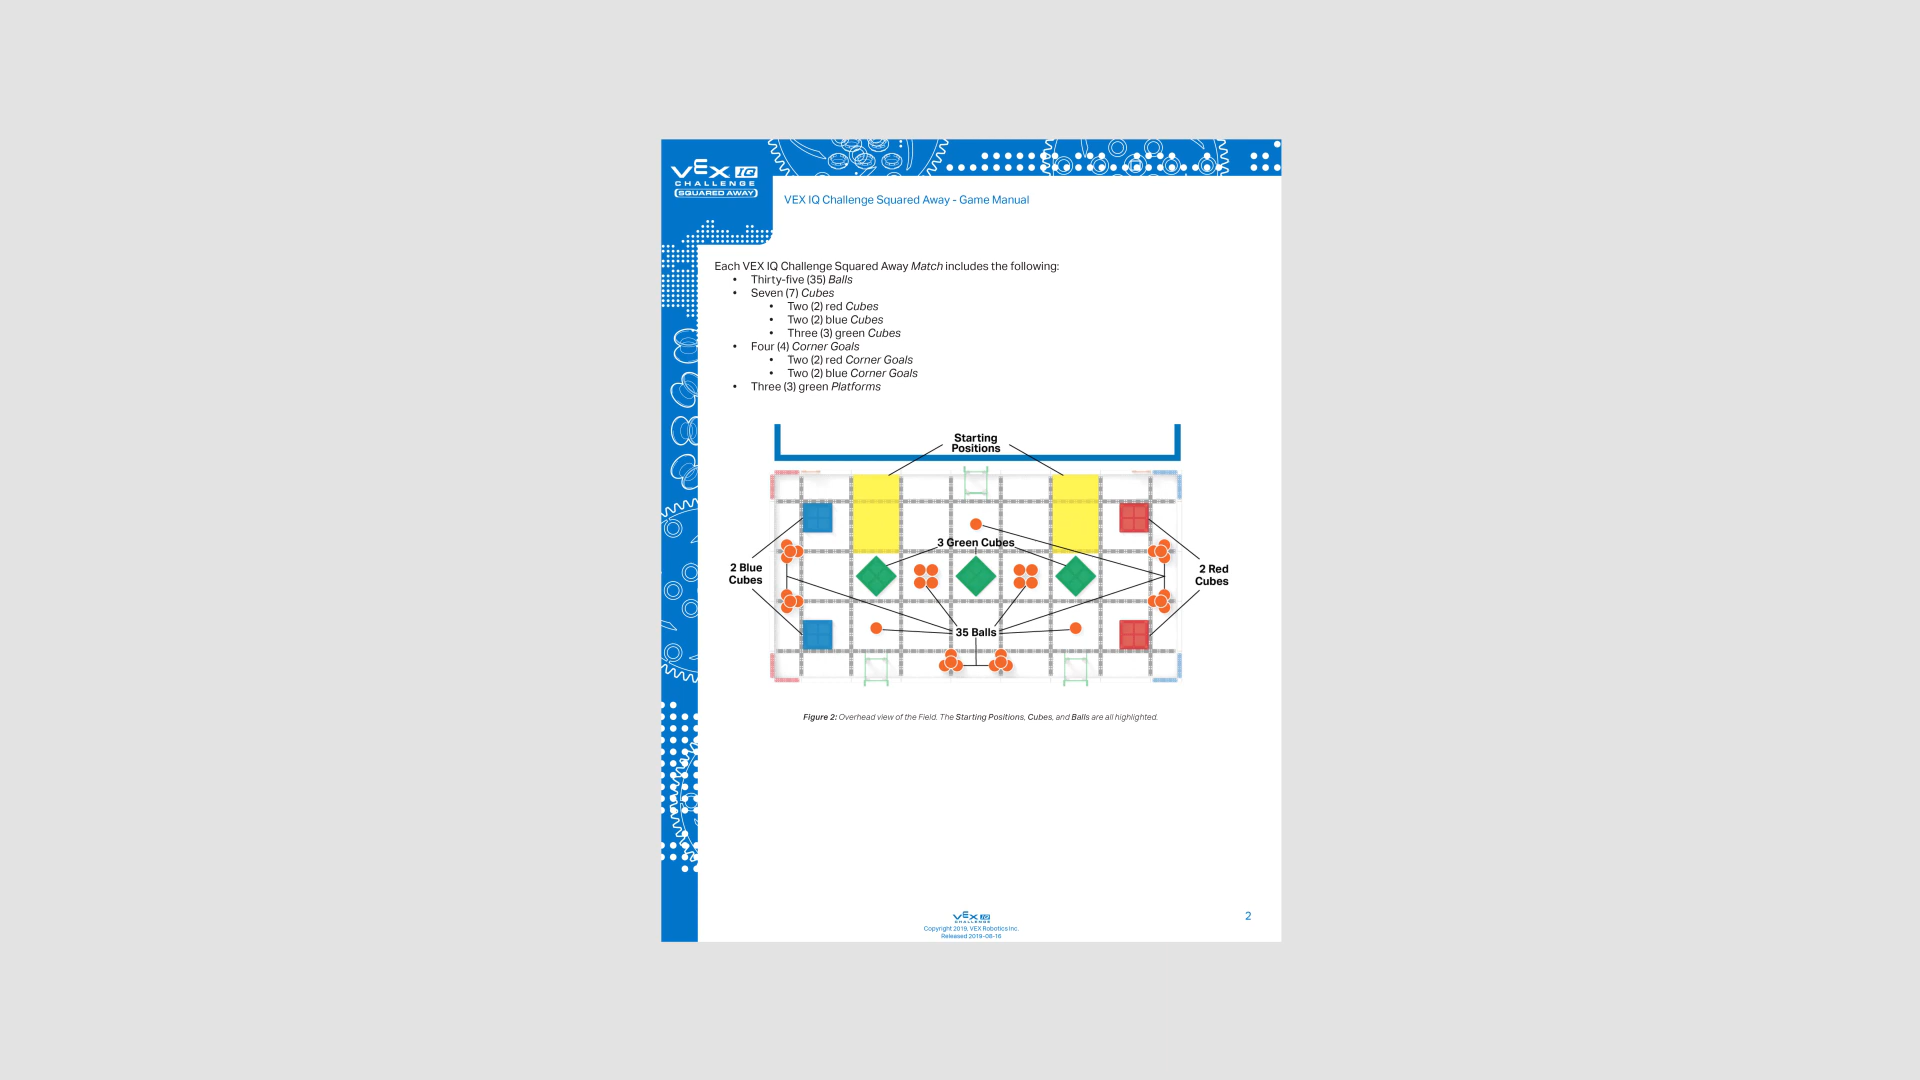 VEX IQ
CHALLENGE
SQUARED AWAY
VEX IQ Challenge Squared Away - Game Manual
Each VEX IQ Challenge Squared Away Match includes the following:
• Thirty-five (35) Balls
• Seven (7) Cubes
• Two (2) red Cubes
• Two (2) blue Cubes
• Three (3) green Cubes
• Four (4) Corner Goals
• Two (2) red Corner Goals
• Two (2) blue Corner Goals
• Three (3) green Platforms
Starting
Positions
3 Green Cubes
2 Blue
Cubes
2 Red
Cubes
35 Balls
Figure 2: Overhead view of the Field. The Starting Positions, Cubes, and Balls are all highlighted.
VEX IQ
CHALLENGE
Copyright 2019, VEX Robotics Inc.
Released 2019-08-16
2